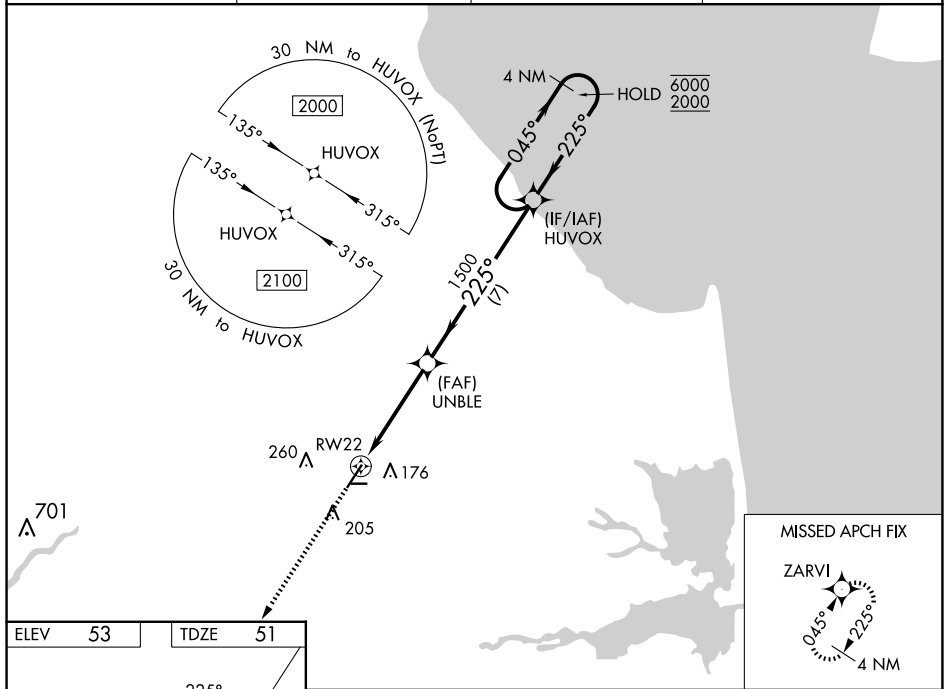 30 NM to HUVOX (NoPT)
2000
135°
HUVOX
315°
135°
HUVOX
315°
2100
30 NM to HUVOX
4 NM
HOLD
6000
2000
045°
225°
(IF/IAF)
HUVOX
1500
225°
(7)
(FAF)
UNBLE
260
RW22
176
205
701
MISSED APCH FIX
ZARVI
045°
225°
4 NM
ELEV 53
TDZE 51